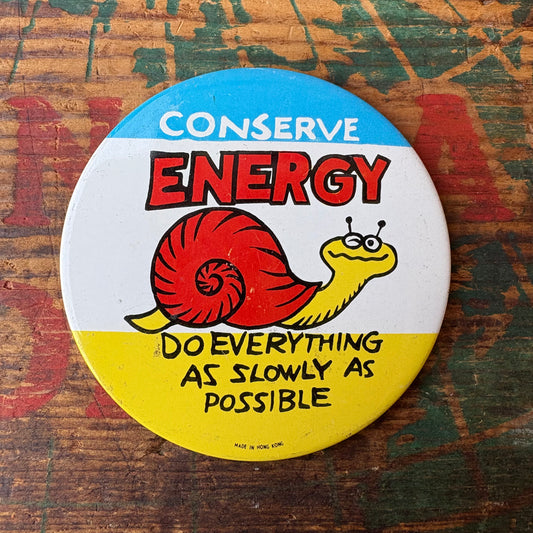 CONSERVE
ENERGY
DO EVERYTHING
AS SLOWLY AS
POSSIBLE
MADE IN HONG KONG